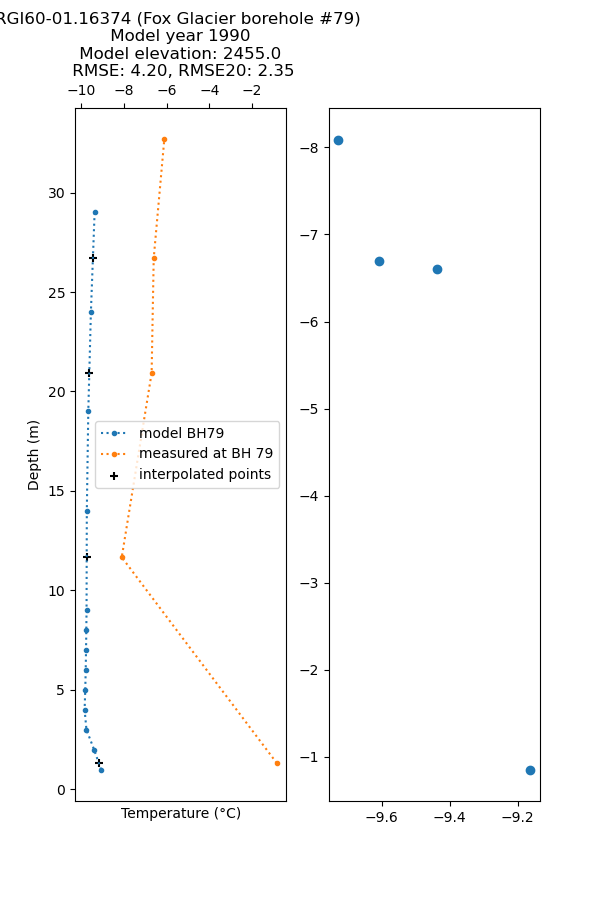 RGI60-01.16374 (Fox Glacier borehole #79)
Model year 1990
Model elevation: 2455.0
RMSE: 4.20, RMSE20: 2.35
−10 −8 −6 −4 −2
30
25
20
15
10
5
0
Depth (m)
model BH79
measured at BH 79
interpolated points
Temperature (°C)
−8
−7
−6
−5
−4
−3
−2
−1
−9.6 −9.4 −9.2